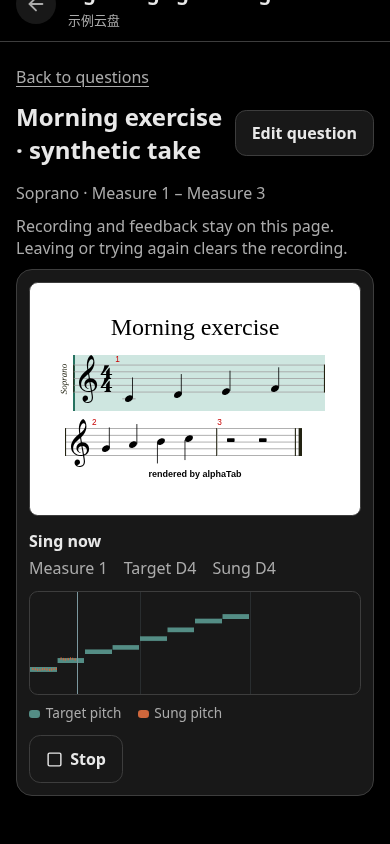 示例云盘
Back to questions
Morning exercise
· synthetic take
Edit question
Soprano · Measure 1 – Measure 3
Recording and feedback stay on this page.
Leaving or trying again clears the recording.
Morning exercise
Soprano
1
4
4
2
3
rendered by alphaTab
Sing now
Measure 1 Target D4 Sung D4
Target pitch Sung pitch
Stop